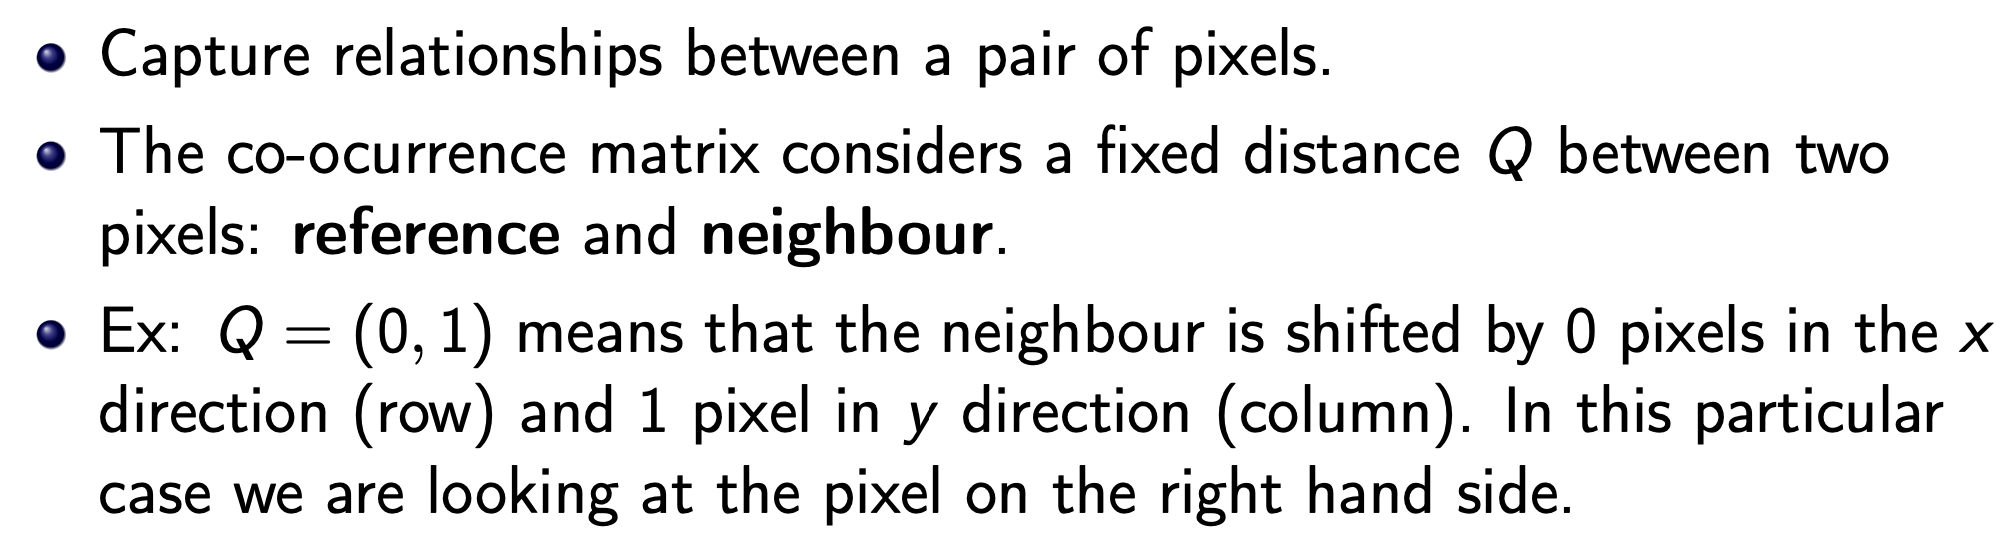 • Capture relationships between a pair of pixels.
• The co-ocurrence matrix considers a fixed distance Q between two
pixels: reference and neighbour.
• Ex: Q = (0, 1) means that the neighbour is shifted by 0 pixels in the x
direction (row) and 1 pixel in y direction (column). In this particular
case we are looking at the pixel on the right hand side.